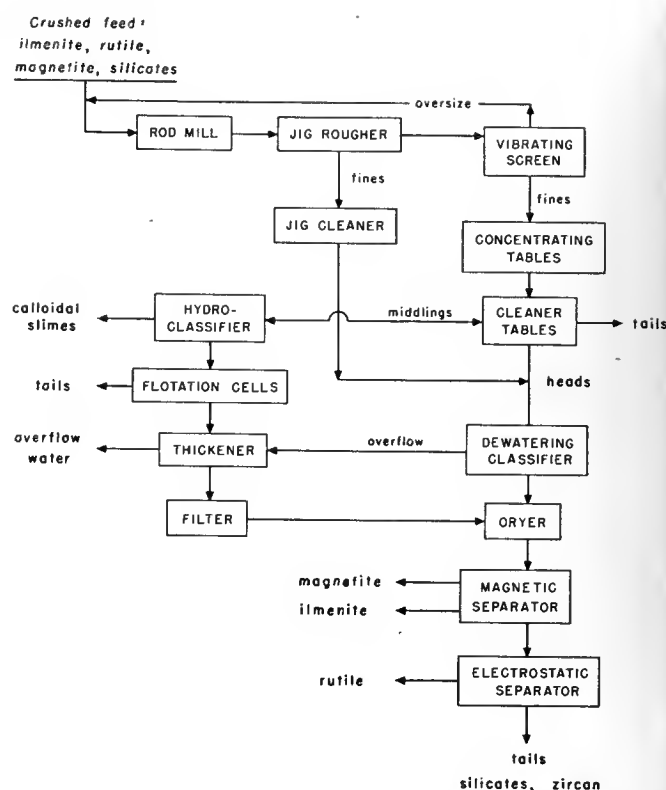 Crushed feed:
ilmenite, rutile,
magnetite, silicates
oversize
ROD MILL
JIG ROUGHER
VIBRATING
SCREEN
fines
fines
JIG CLEANER
CONCENTRATING
TABLES
calloidal
slimes
HYDRO-
CLASSIFIER
middlings
CLEANER
TABLES
tails
tails
FLOTATION CELLS
heads
overflow
water
THICKENER
overflow
DEWATERING
CLASSIFIER
FILTER
ORYER
magnetite
ilmenite
MAGNETIC
SEPARATOR
rutile
ELECTROSTATIC
SEPARATOR
tails
silicates, zircan